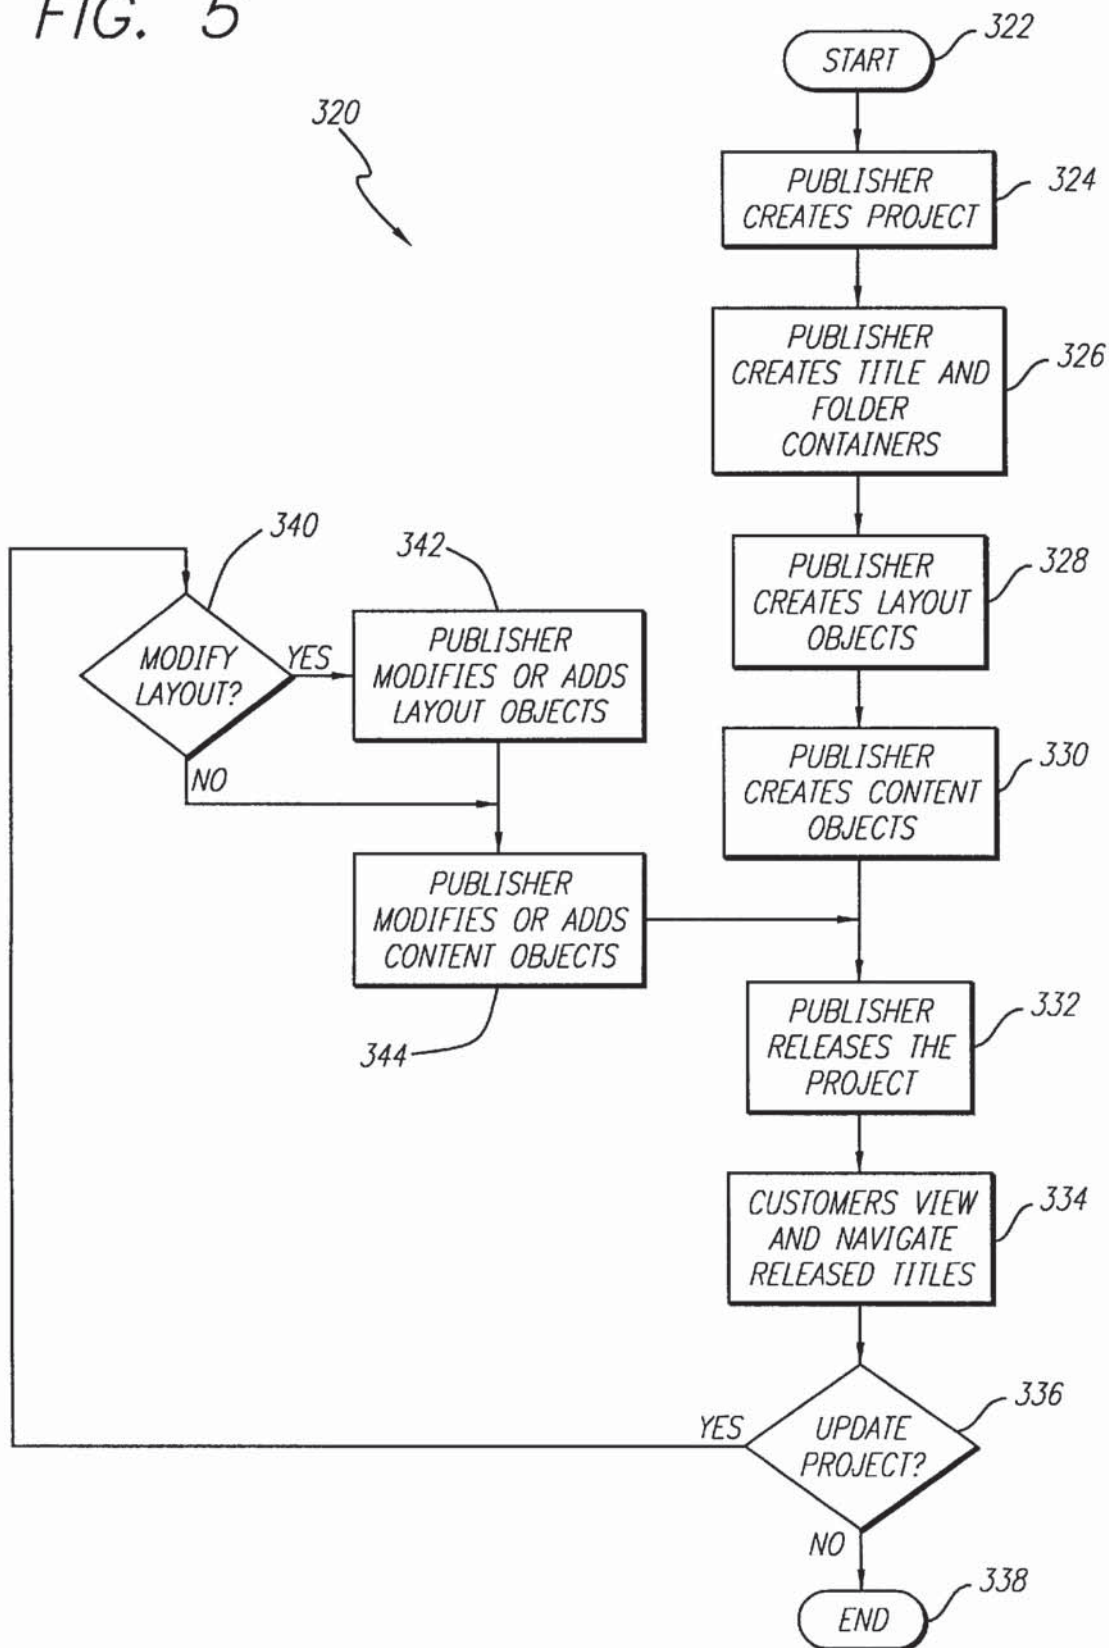 FIG. 5
322
START
320
324
PUBLISHER
CREATES PROJECT
326
PUBLISHER
CREATES TITLE AND
FOLDER
CONTAINERS
328
PUBLISHER
CREATES LAYOUT
OBJECTS
330
PUBLISHER
CREATES CONTENT
OBJECTS
332
PUBLISHER
RELEASES THE
PROJECT
334
CUSTOMERS VIEW
AND NAVIGATE
RELEASED TITLES
336
UPDATE
PROJECT?
YES
NO
338
END
340
MODIFY
LAYOUT?
YES
NO
342
PUBLISHER
MODIFIES OR ADDS
LAYOUT OBJECTS
PUBLISHER
MODIFIES OR ADDS
CONTENT OBJECTS
344